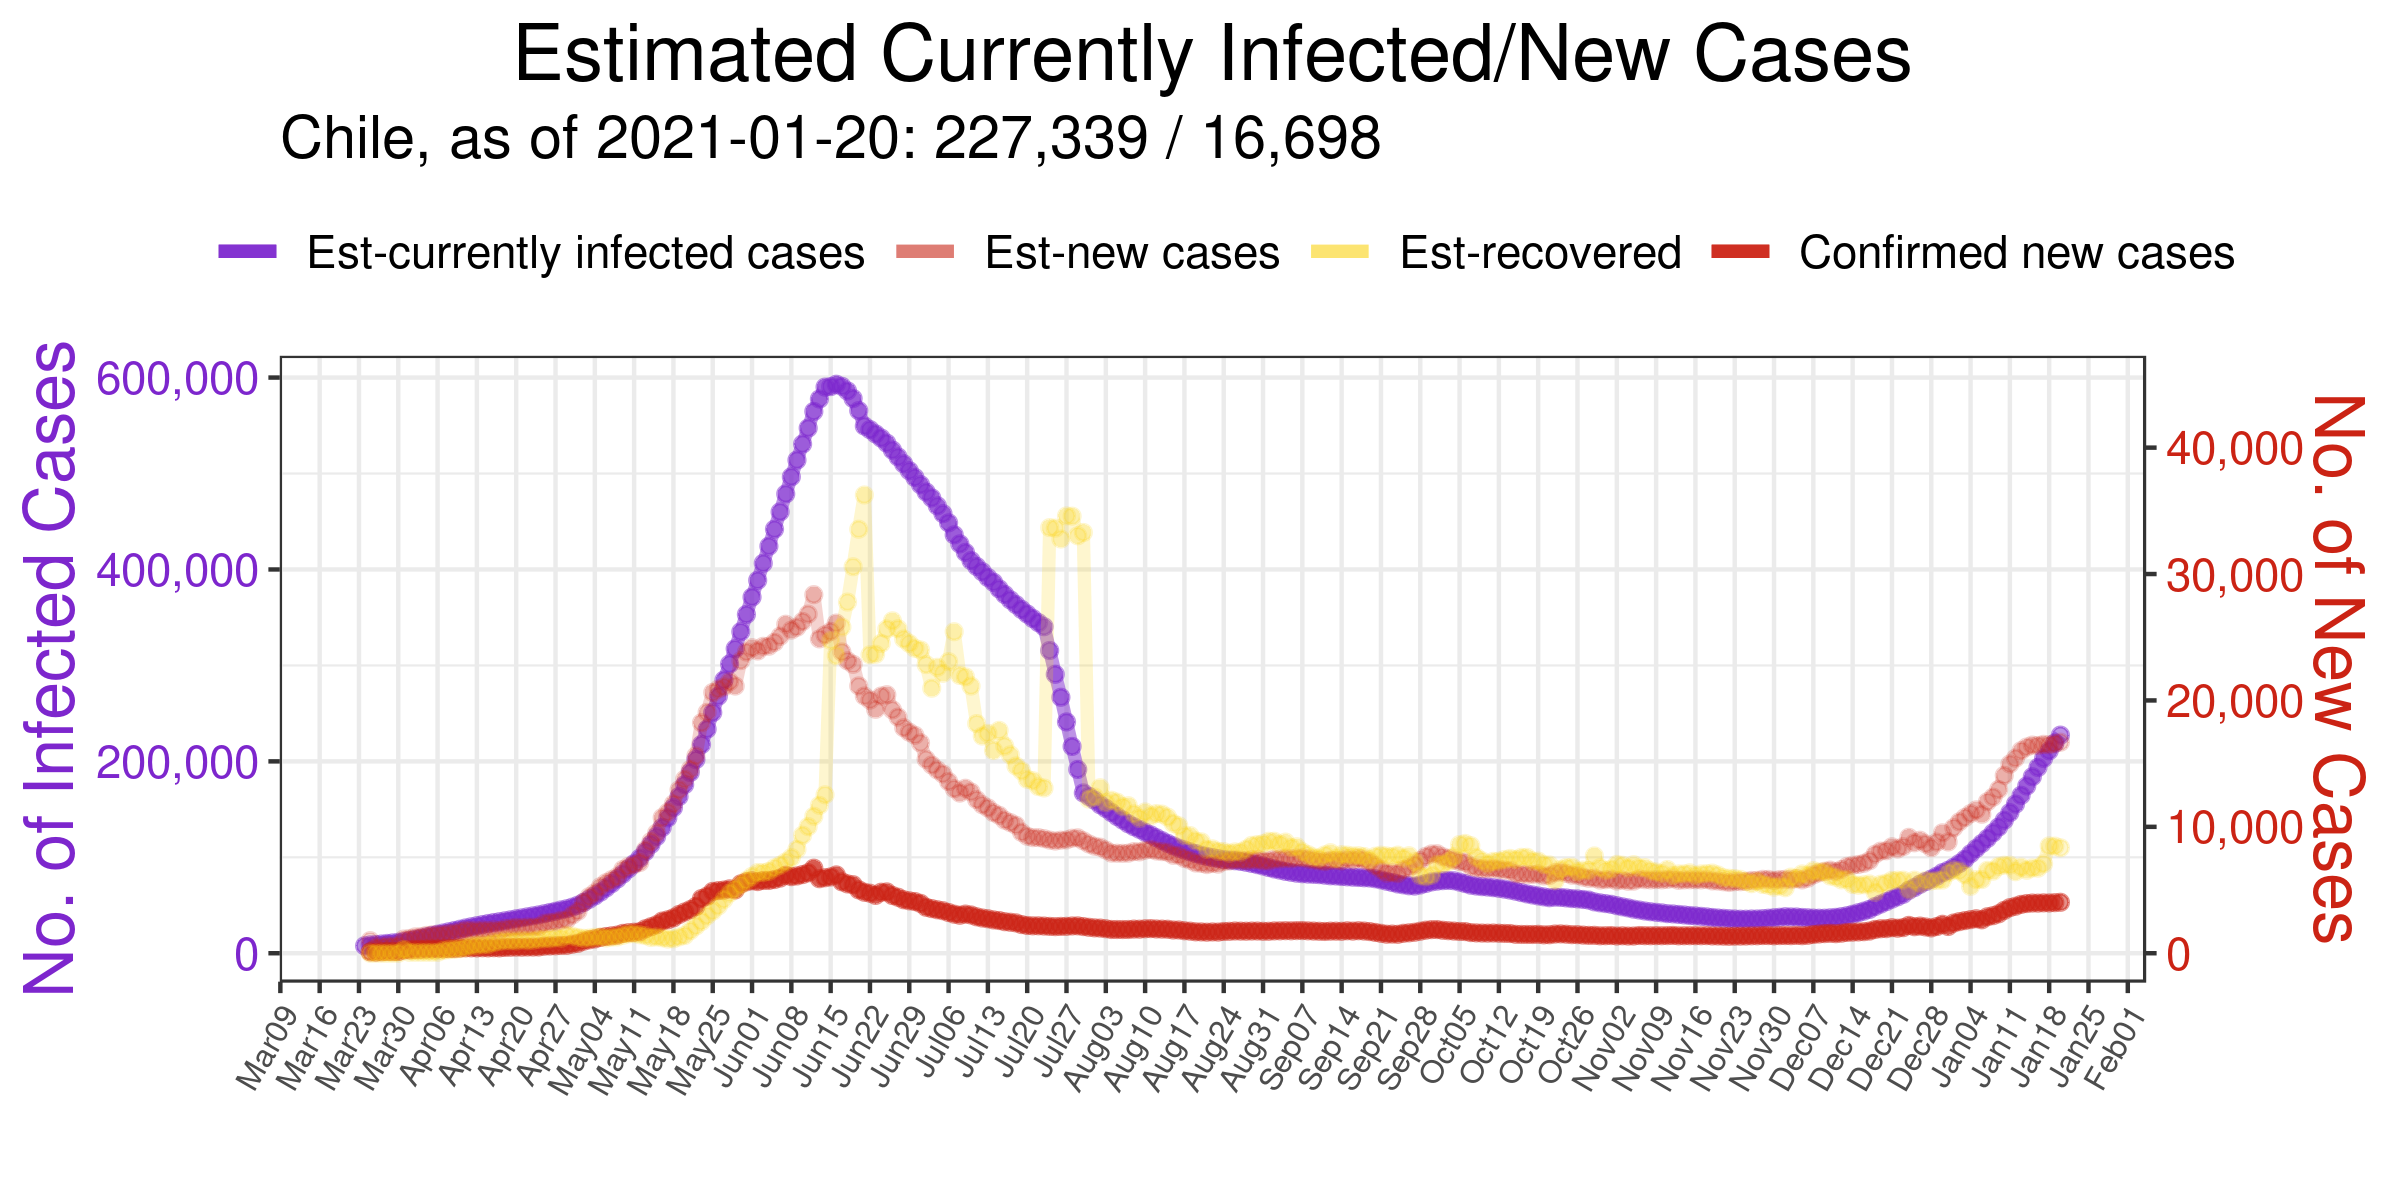 Estimated Currently Infected/New Cases
Chile, as of 2021-01-20: 227,339 / 16,698
Est-currently infected cases Est-new cases Est-recovered Confirmed new cases
No. of Infected Cases
600,000
400,000
200,000
0
No. of New Cases
40,000
30,000
20,000
10,000
0
Mar09 Mar16 Mar23 Mar30 Apr06 Apr13 Apr20 Apr27 May04 May11 May18 May25 Jun01 Jun08 Jun15 Jun22 Jun29 Jul06 Jul13 Jul20 Jul27 Aug03 Aug10 Aug17 Aug24 Aug31 Sep07 Sep14 Sep21 Sep28 Oct05 Oct12 Oct19 Oct26 Nov02 Nov09 Nov16 Nov23 Nov30 Dec07 Dec14 Dec21 Dec28 Jan04 Jan11 Jan18 Jan25 Feb01